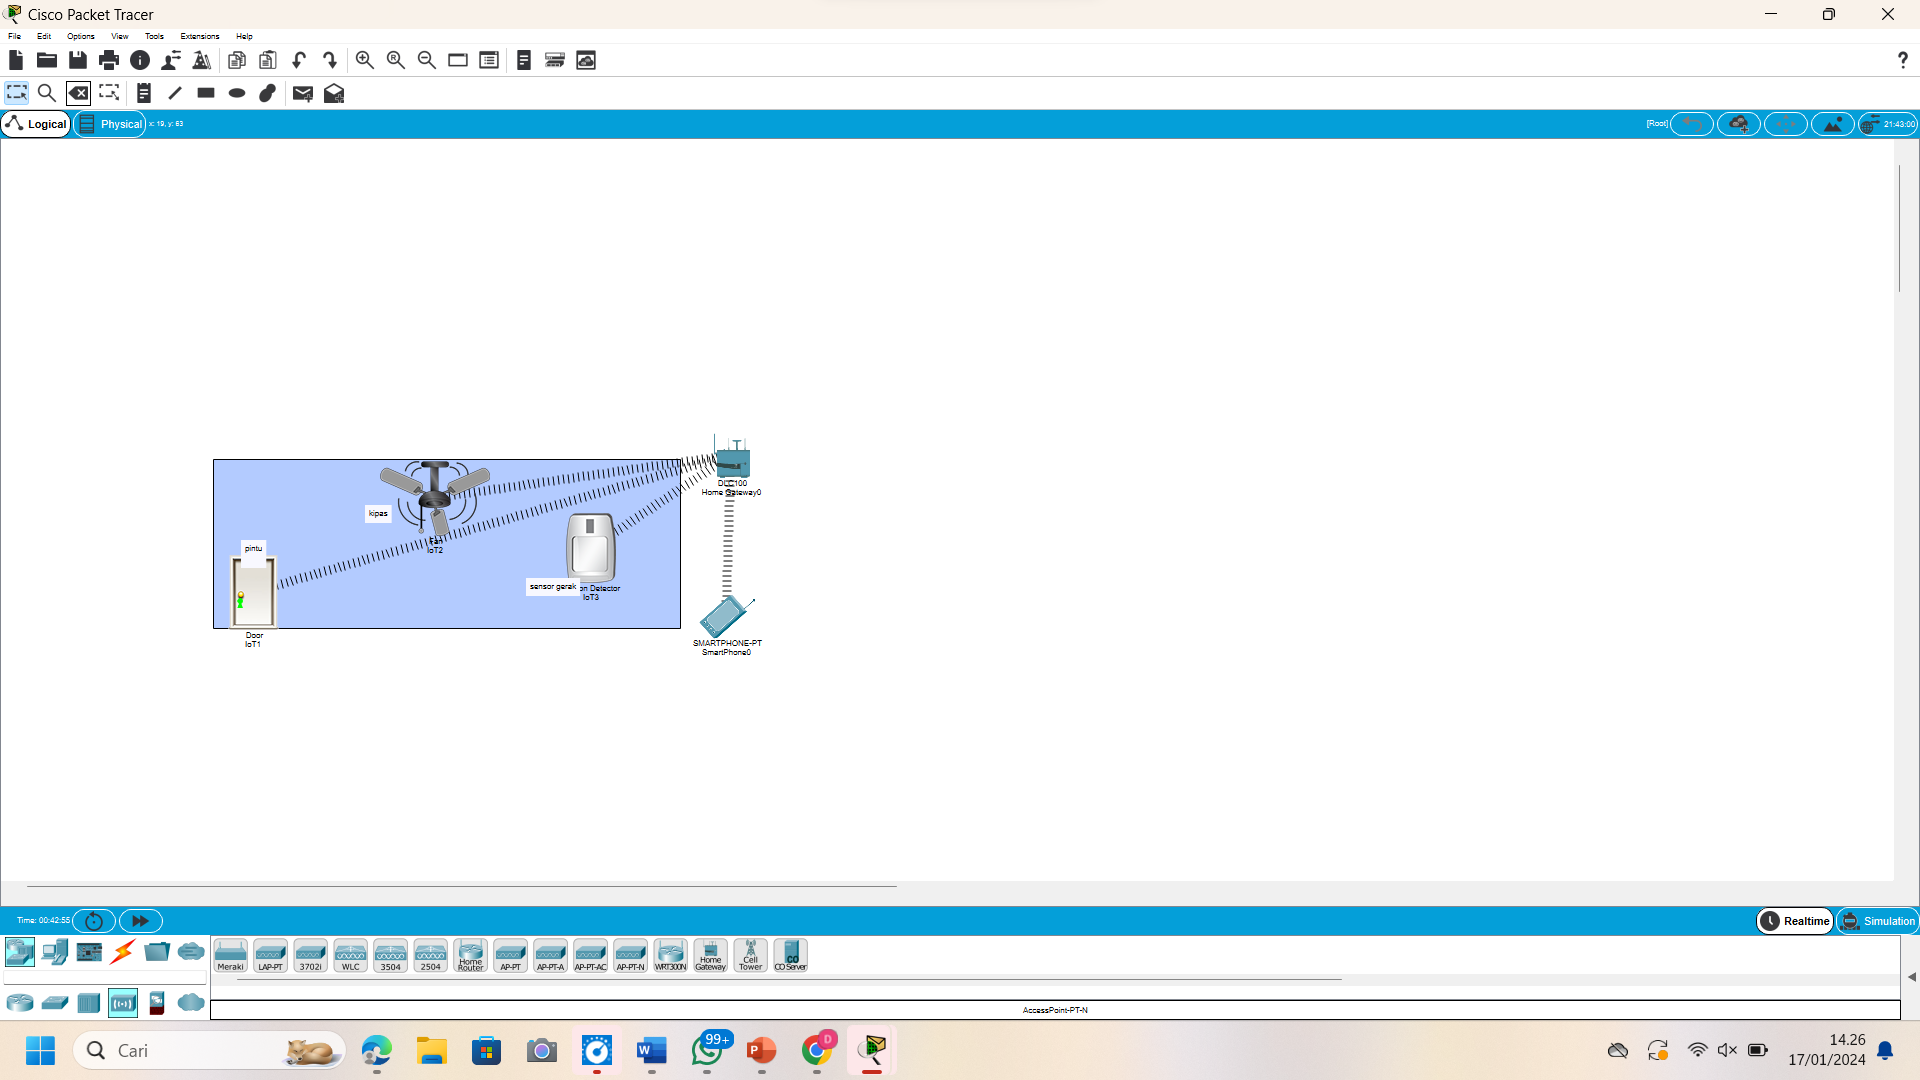 Cisco Packet Tracer
File Edit Options View Tools Extensions Help
Logical Physical x: 19, y: 63 [Root] 21:43:00
DLC100
Home Gateway0
kipas
Fan
IoT2
pintu
sensor gerak on Detector
IoT3
Door
IoT1
SMARTPHONE-PT
SmartPhone0
Time: 00:42:55 Realtime Simulation
Meraki LAP-PT 3702i WLC 3504 2504 Home Router AP-PT AP-PT-A AP-PT-AC AP-PT-N WRT300N Home Gateway Cell Tower CO Server
AccessPoint-PT-N
Cari 99+ D 14.26
17/01/2024